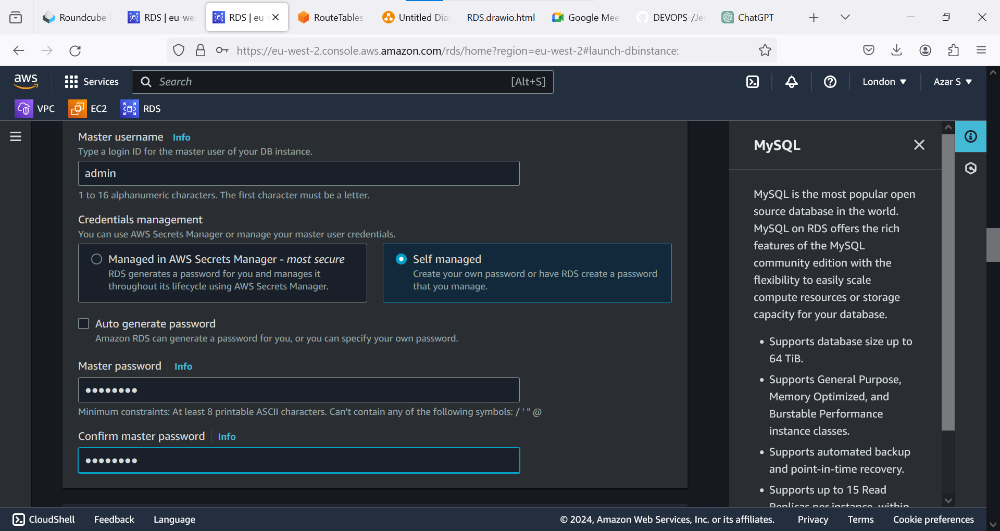 Roundcube
RDS | eu-we
RDS | eu-
RouteTables
Untitled Dia
RDS.drawio.html
Google Mee
DEVOPS-/Je
ChatGPT
https://eu-west-2.console.aws.amazon.com/rds/home?region=eu-west-2#launch-dbinstance:
aws
Services
Search
[Alt+S]
London
Azar S
VPC
EC2
RDS
Master username Info
Type a login ID for the master user of your DB instance.
admin
1 to 16 alphanumeric characters. The first character must be a letter.
Credentials management
You can use AWS Secrets Manager or manage your master user credentials.
Managed in AWS Secrets Manager - most secure
RDS generates a password for you and manages it
throughout its lifecycle using AWS Secrets Manager.
Self managed
Create your own password or have RDS create a password
that you manage.
Auto generate password
Amazon RDS can generate a password for you, or you can specify your own password.
Master password Info
••••••••
Minimum constraints: At least 8 printable ASCII characters. Can't contain any of the following symbols: / ' " @
Confirm master password Info
••••••••
MySQL
MySQL is the most popular open
source database in the world.
MySQL on RDS offers the rich
features of the MySQL
community edition with the
flexibility to easily scale
compute resources or storage
capacity for your database.
• Supports database size up to
64 TiB.
• Supports General Purpose,
Memory Optimized, and
Burstable Performance
instance classes.
• Supports automated backup
and point-in-time recovery.
• Supports up to 15 Read
Replicas per instance, within
CloudShell
Feedback
Language
© 2024, Amazon Web Services, Inc. or its affiliates.
Privacy
Terms
Cookie preferences